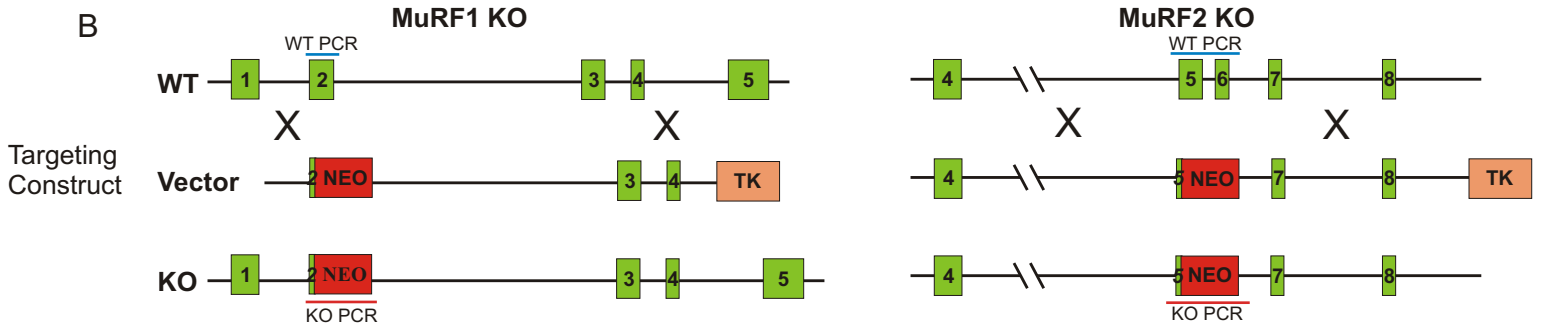 B
MuRF1 KO
MuRF2 KO
WT PCR
WT PCR
WT 1 2 3 4 5
4 5 6 7 8
X X
X X
Targeting
Construct
Vector 2 NEO 3 4 TK
4 5 NEO 7 8 TK
KO 1 2 NEO 3 4 5
4 5 NEO 7 8
KO PCR
KO PCR